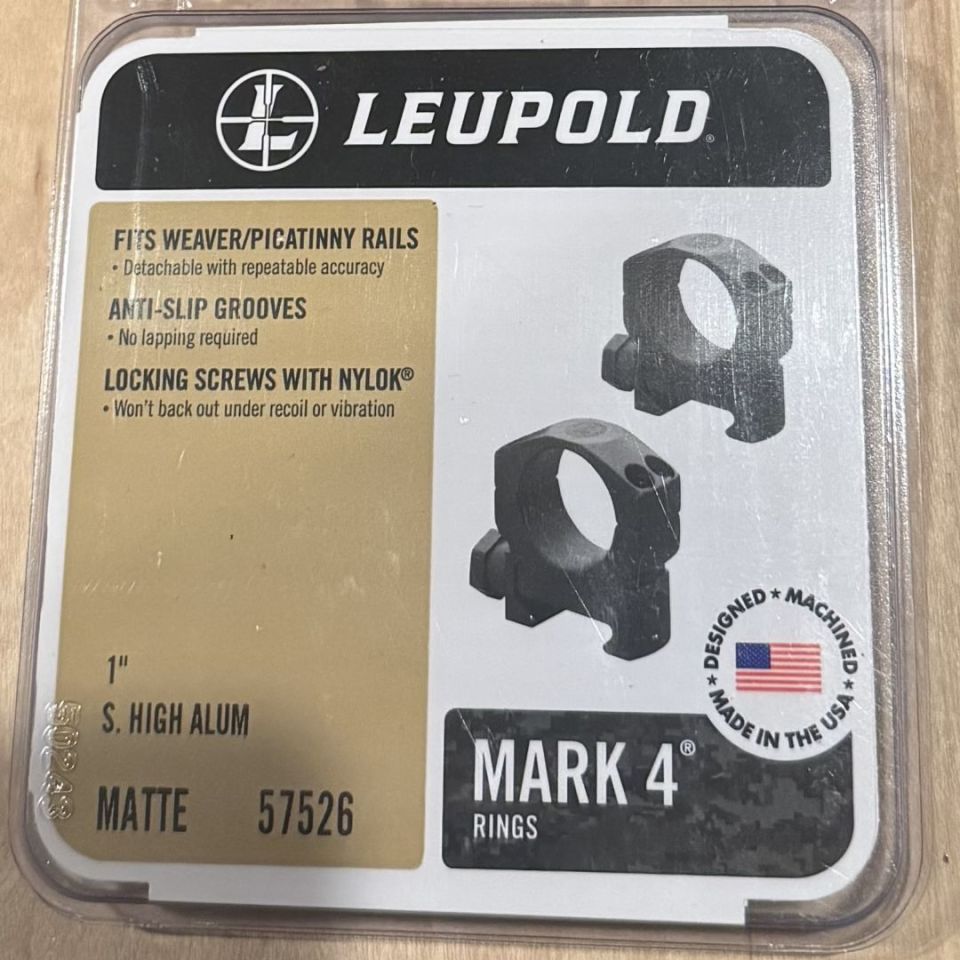 LEUPOLD®
FITS WEAVER/PICATINNY RAILS
• Detachable with repeatable accuracy
ANTI-SLIP GROOVES
• No lapping required
LOCKING SCREWS WITH NYLOK®
• Won't back out under recoil or vibration
1"
S. HIGH ALUM
MATTE 57526
DESIGNED ★ MACHINED ★ MADE IN THE USA ★
MARK 4®
RINGS